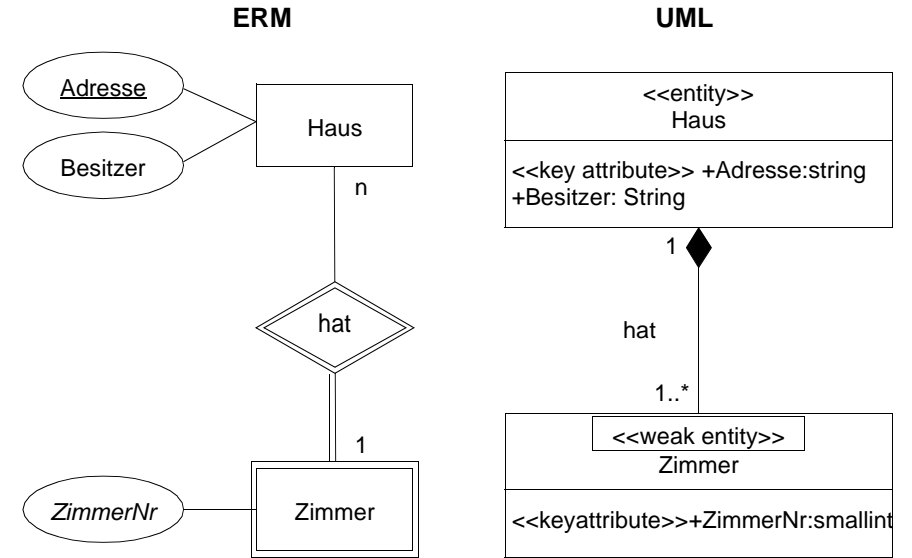 ERM
Adresse
Besitzer
Haus
n
hat
1
ZimmerNr
Zimmer
UML
<<entity>>
Haus
<<key attribute>> +Adresse:string
+Besitzer: String
1
hat
1..*
<<weak entity>>
Zimmer
<<keyattribute>>+ZimmerNr:smallint